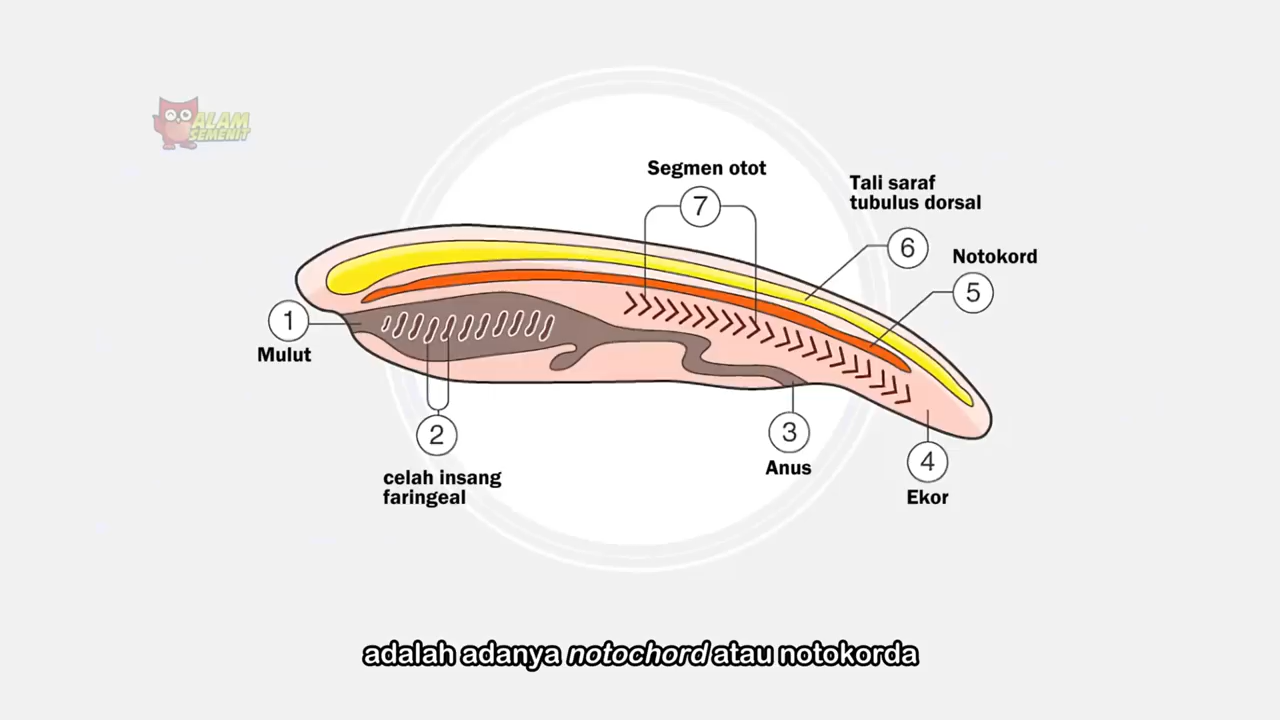 ALAM
SEMENIT
Segmen otot
7
Tali saraf
tubulus dorsal
6
Notokord
5
1
Mulut
2
celah insang
faringeal
3
Anus
4
Ekor
adalah adanya notochord atau notokorda